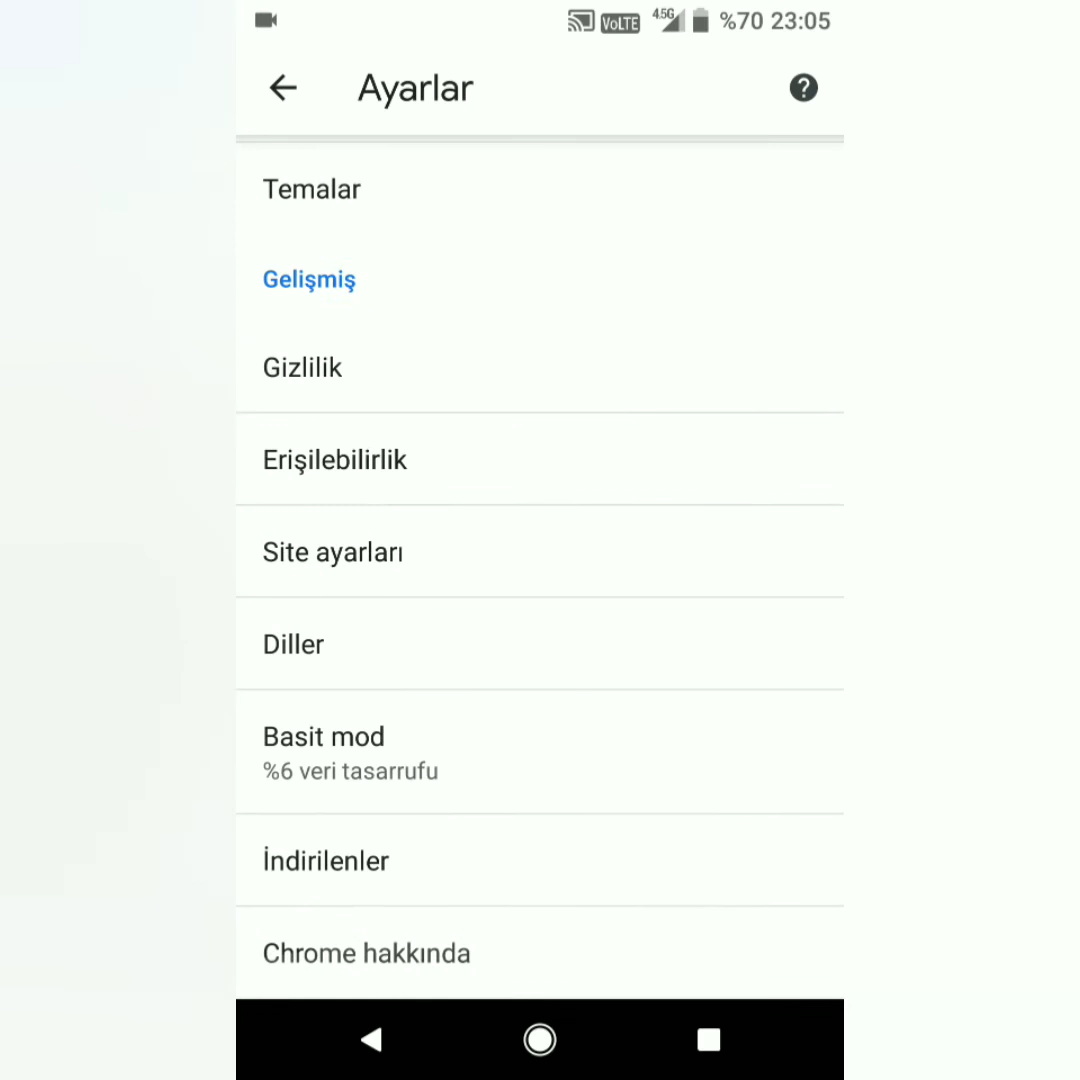 VoLTE 4.5G %70 23:05
Ayarlar
Temalar
Gelişmiş
Gizlilik
Erişilebilirlik
Site ayarları
Diller
Basit mod
%6 veri tasarrufu
İndirilenler
Chrome hakkında